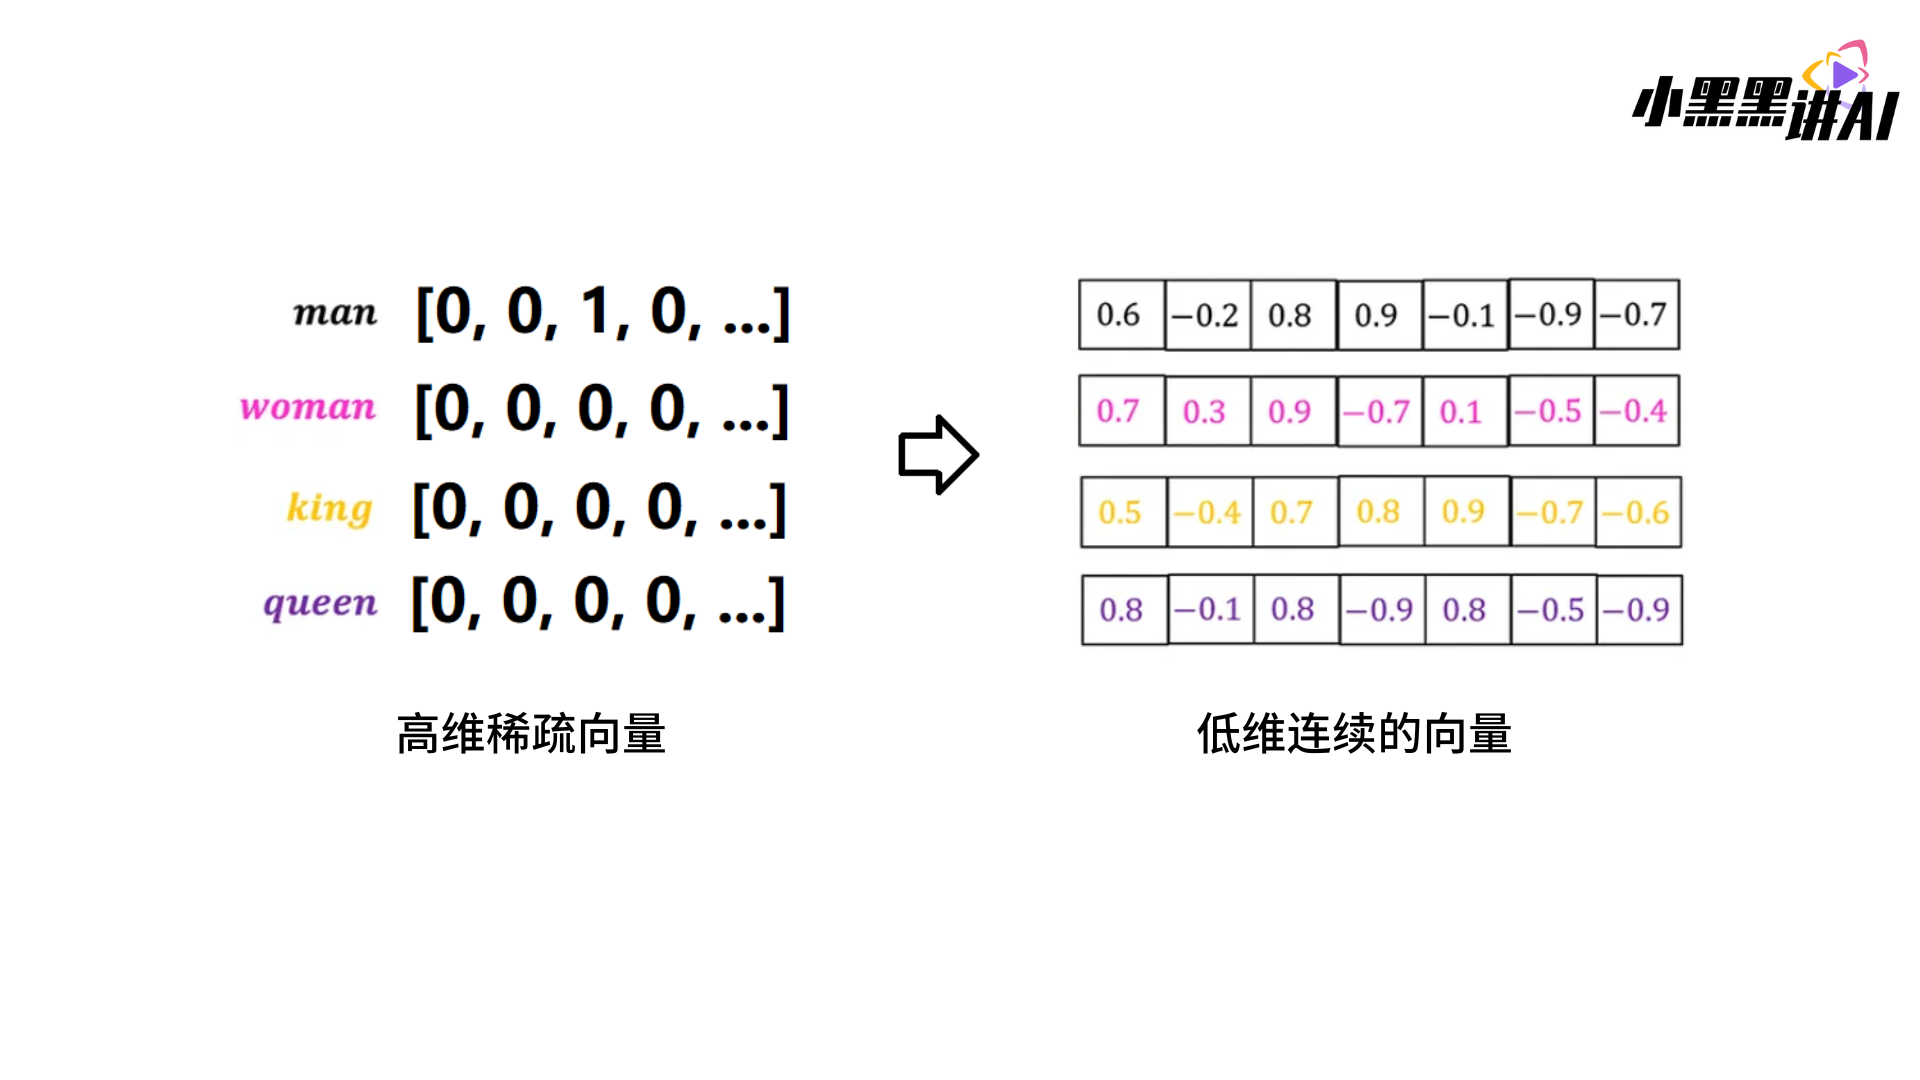 小黑黑讲AI
man [0, 0, 1, 0, ...] 0.6 −0.2 0.8 0.9 −0.1 −0.9 −0.7
woman [0, 0, 0, 0, ...] 0.7 0.3 0.9 −0.7 0.1 −0.5 −0.4
king [0, 0, 0, 0, ...] 0.5 −0.4 0.7 0.8 0.9 −0.7 −0.6
queen [0, 0, 0, 0, ...] 0.8 −0.1 0.8 −0.9 0.8 −0.5 −0.9
高维稀疏向量 低维连续的向量